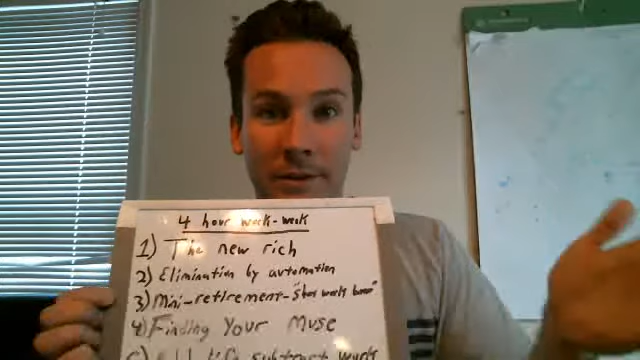 4 hour work-week
1) The new rich
2) Elimination by automation
3) Mini-retirement-
4) Finding Your Muse
subtract work